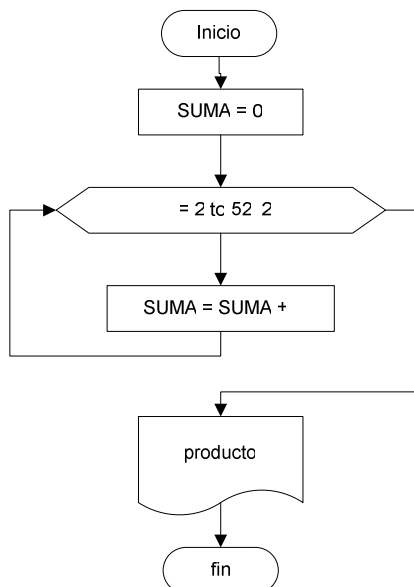 Inicio
SUMA = 0
= 2 to 52 2
SUMA = SUMA +
producto
fin